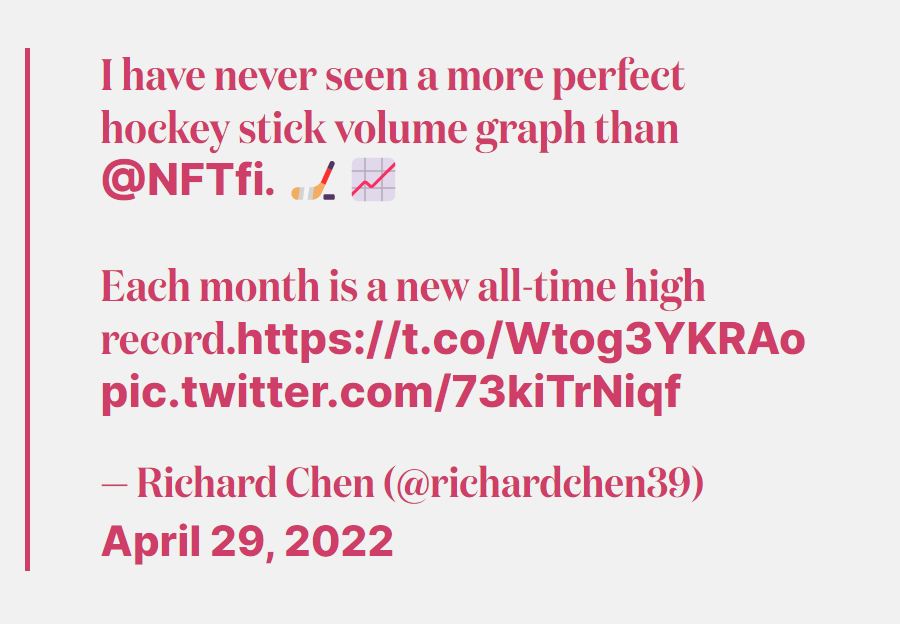 I have never seen a more perfect
hockey stick volume graph than
@NFTfi. 🏒 📈
Each month is a new all-time high
record.https://t.co/Wtog3YKRAo
pic.twitter.com/73kiTrNiqf
— Richard Chen (@richardchen39)
April 29, 2022